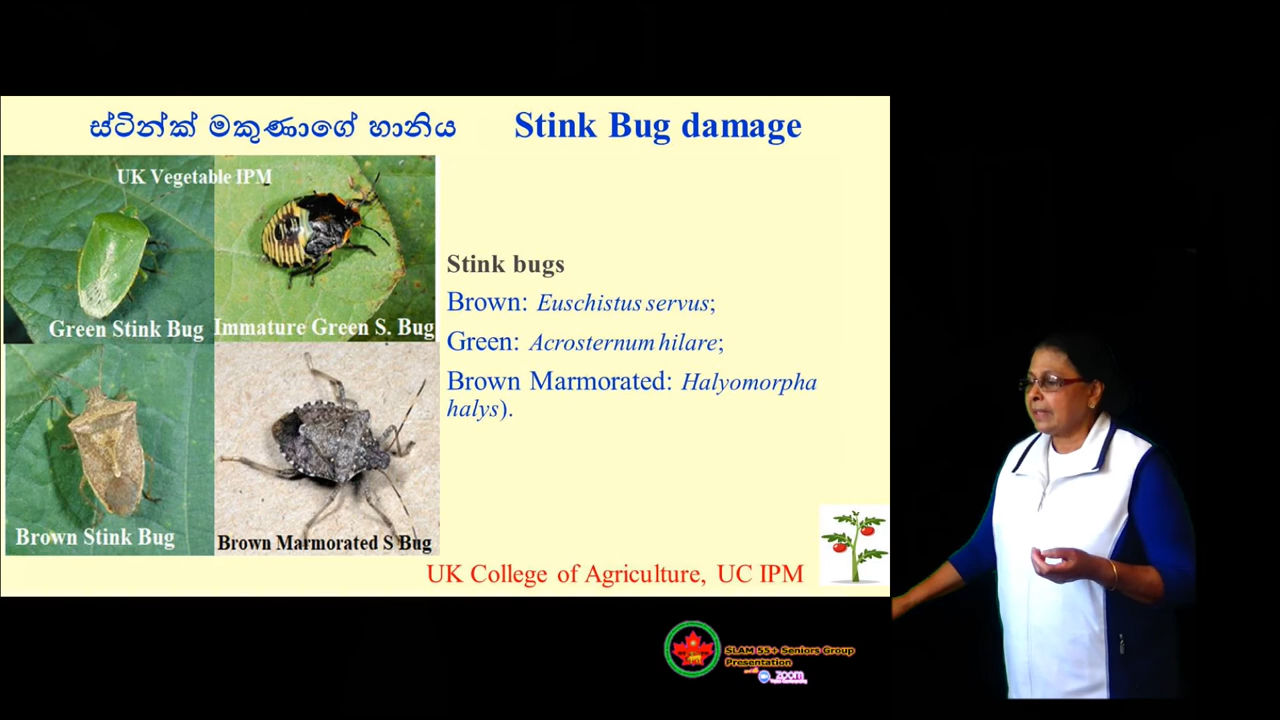 ස්ටින්ක් මකුණාගේ හානිය Stink Bug damage
UK Vegetable IPM
Green Stink Bug
Immature Green S. Bug
Brown Stink Bug
Brown Marmorated S Bug
Stink bugs
Brown: Euschistus servus;
Green: Acrosternum hilare;
Brown Marmorated: Halyomorpha
halys).
UK College of Agriculture, UC IPM
SLAM 55+ Seniors Group
Presentation
zoom